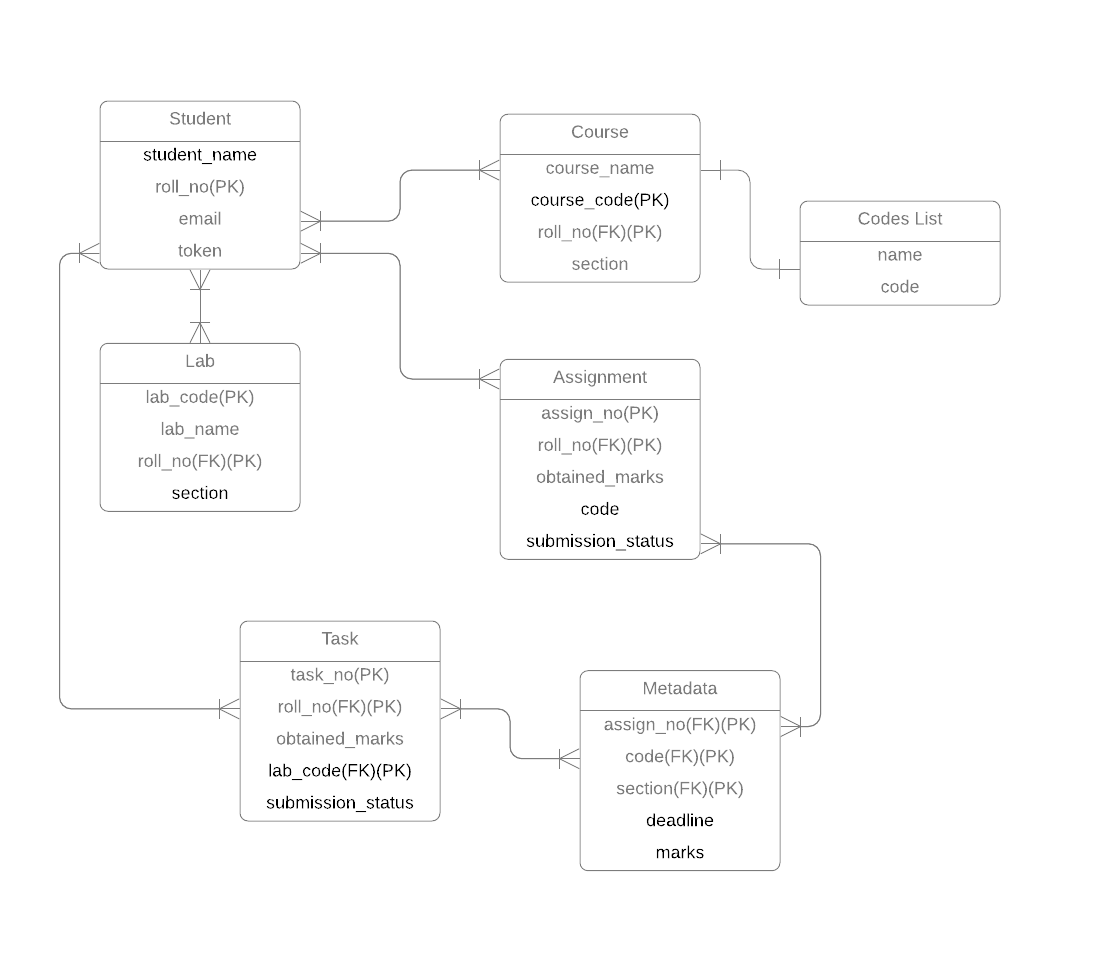 Student
student_name
roll_no(PK)
email
token
Course
course_name
course_code(PK)
roll_no(FK)(PK)
section
Codes List
name
code
Lab
lab_code(PK)
lab_name
roll_no(FK)(PK)
section
Assignment
assign_no(PK)
roll_no(FK)(PK)
obtained_marks
code
submission_status
Task
task_no(PK)
roll_no(FK)(PK)
obtained_marks
lab_code(FK)(PK)
submission_status
Metadata
assign_no(FK)(PK)
code(FK)(PK)
section(FK)(PK)
deadline
marks